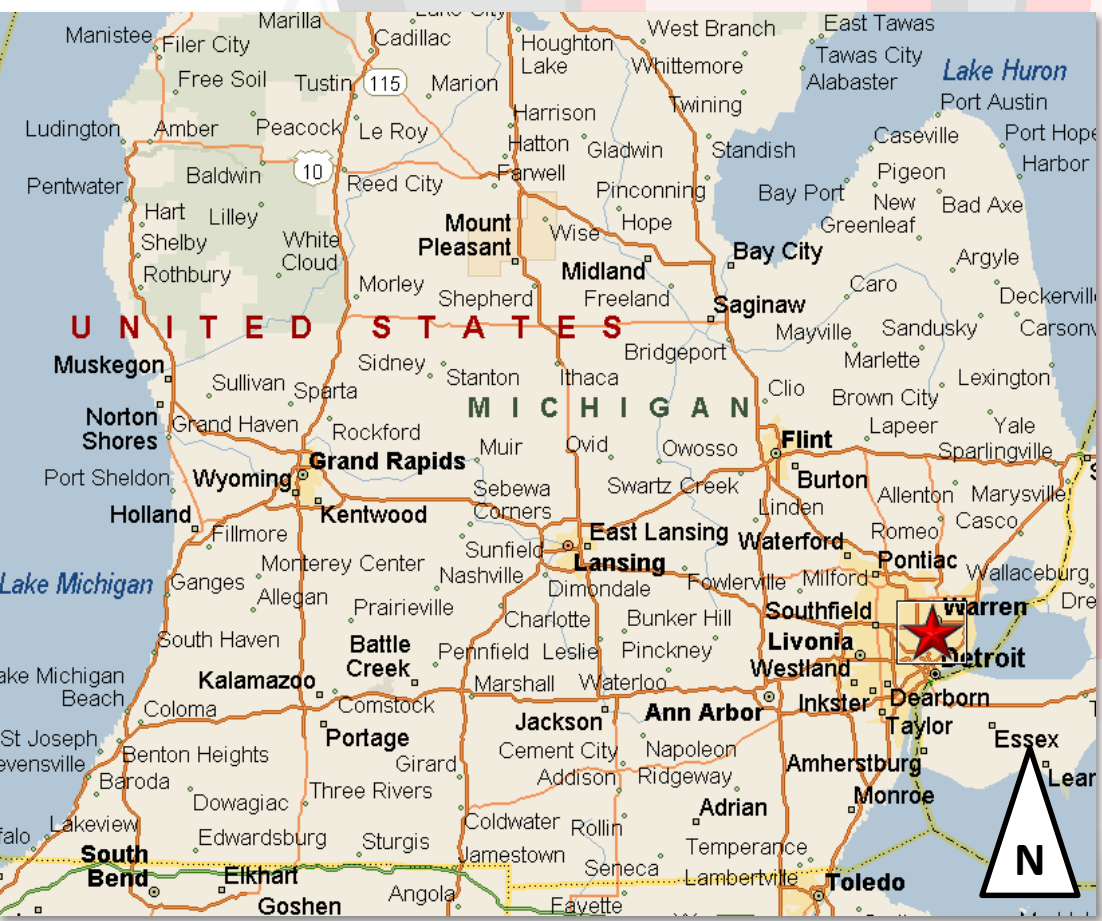 Marilla
Lake City
West Branch
East Tawas
Manistee
Filer City
Cadillac
Houghton
Lake
Whittemore
Tawas City
Alabaster
Lake Huron
Free Soil
Tustin
115
Marion
Twining
Port Austin
Harrison
Ludington
Amber
Peacock
Le Roy
Hatton
Gladwin
Standish
Caseville
Port Hope
Harbor
10
Baldwin
Reed City
Farwell
Pigeon
Pentwater
Pinconning
Bay Port
New
Greenleaf
Bad Axe
Hart
Lilley
Mount
Pleasant
Wise
Hope
Shelby
White
Cloud
Bay City
Argyle
Rothbury
Midland
Morley
Shepherd
Freeland
Caro
Deckerville
Saginaw
UNITED STATES
Mayville
Sandusky
Carsonv
Bridgeport
Marlette
Muskegon
Sidney
Stanton
Ithaca
Lexington
Sullivan
Sparta
Clio
Brown City
MICHIGAN
Norton
Shores
Grand Haven
Rockford
Muir
Ovid
Owosso
Flint
Lapeer
Yale
Sparlingville
Grand Rapids
Port Sheldon
Wyoming
Swartz Creek
Burton
Sebewa
Corners
Allenton
Marysville
Holland
Kentwood
Linden
Casco
Fillmore
East Lansing
Waterford
Romeo
Sunfield
Lansing
Pontiac
Monterey Center
Lake Michigan
Ganges
Nashville
Dimondale
Fowlerville
Milford
Wallaceburg
Allegan
Prairieville
Charlotte
Bunker Hill
Southfield
Warren
Dre
South Haven
Battle
Creek
Pennfield
Leslie
Pinckney
Livonia
Detroit
Westland
ake Michigan
Beach
Kalamazoo
Marshall
Waterloo
Coloma
Comstock
Jackson
Ann Arbor
Inkster
Dearborn
Taylor
St Joseph
evensville
Portage
Cement City
Napoleon
Essex
Benton Heights
Girard
Amherstburg
Baroda
Addison
Ridgeway
Lear
Dowagiac
Three Rivers
Adrian
Monroe
falo
Lakeview
Coldwater
Rollin
Edwardsburg
Sturgis
Jamestown
Temperance
South
Bend
Seneca
Lambertville
N
Elkhart
Angola
Toledo
Goshen
Fayette